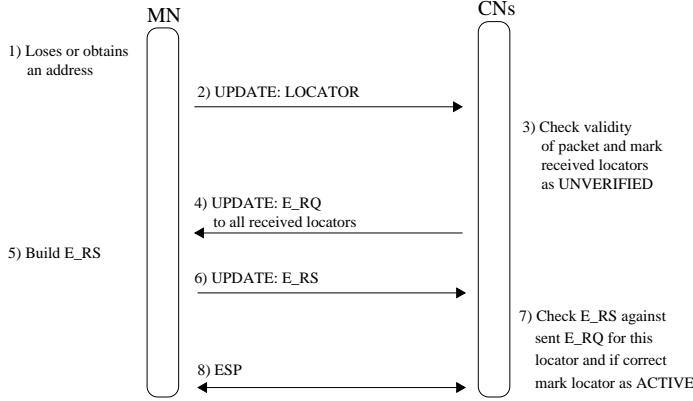 MN
CNs
1) Loses or obtains
an address
2) UPDATE: LOCATOR
3) Check validity
of packet and mark
received locators
as UNVERIFIED
4) UPDATE: E_RQ
to all received locators
5) Build E_RS
6) UPDATE: E_RS
7) Check E_RS against
sent E_RQ for this
locator and if correct
mark locator as ACTIVE
8) ESP